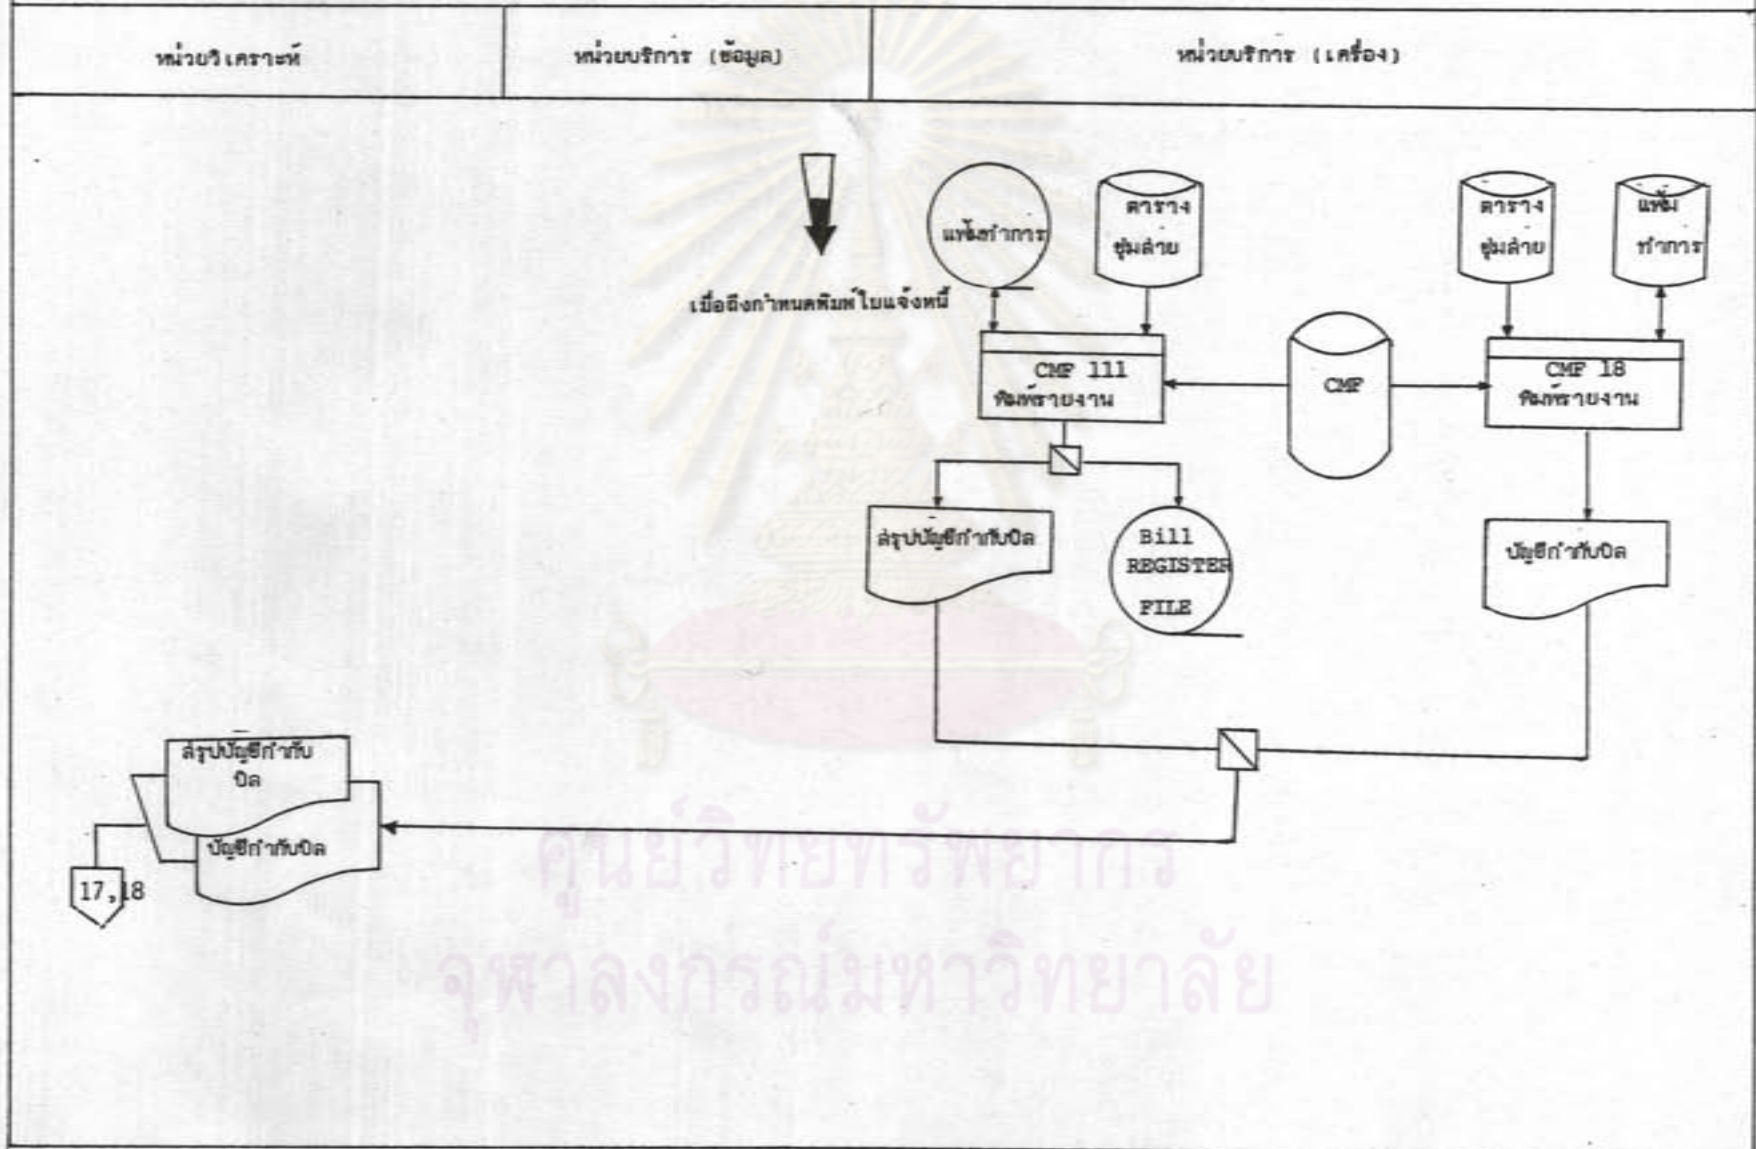 หน่วยวิเคราะห์
หน่วยบริการ (ข้อมูล)
หน่วยบริการ (เครื่อง)
แฟ้มทำการ
ตาราง
ชุมสาย
ตาราง
ชุมสาย
แฟ้ม
ทำการ
เมื่อถึงกำหนดพิมพ์ใบแจ้งหนี้
CMF 111
พิมพ์รายงาน
CMF
CMF 18
พิมพ์รายงาน
สรุปบัญชีกำกับบิล
Bill
REGISTER
FILE
บัญชีกำกับบิล
สรุปบัญชีกำกับ
บิล
บัญชีกำกับบิล
17,18
ศูนย์วิทยทรัพยากร
จุฬาลงกรณ์มหาวิทยาลัย